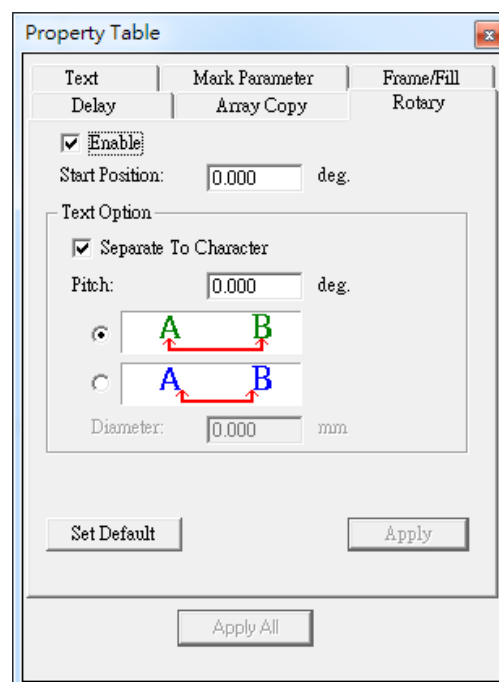 Property Table
Text Mark Parameter Frame/Fill
Delay Array Copy Rotary
Enable
Start Position: 0.000 deg.
Text Option
Separate To Character
Pitch: 0.000 deg.
A B
A B
Diameter: 0.000 mm
Set Default Apply
Apply All